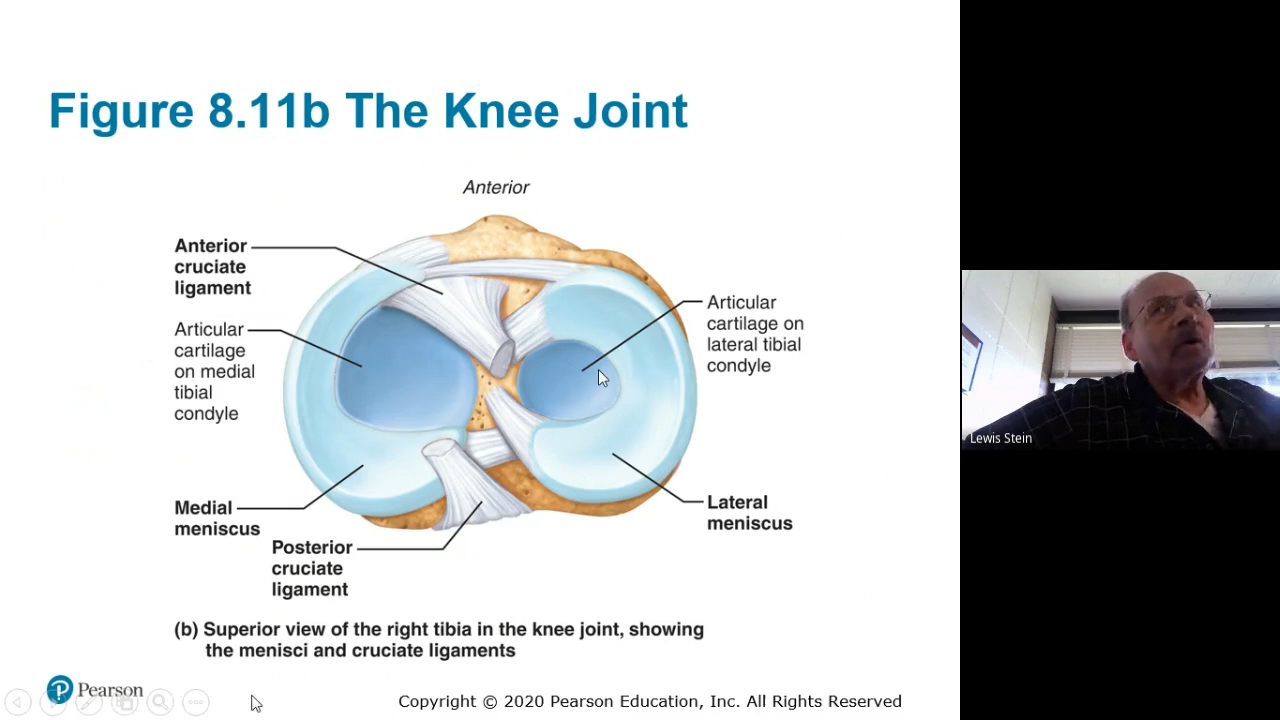 Figure 8.11b The Knee Joint
Anterior
Anterior
cruciate
ligament
Articular
cartilage
on medial
tibial
condyle
Articular
cartilage on
lateral tibial
condyle
Medial
meniscus
Lateral
meniscus
Posterior
cruciate
ligament
(b) Superior view of the right tibia in the knee joint, showing
the menisci and cruciate ligaments
P Pearson
Copyright © 2020 Pearson Education, Inc. All Rights Reserved
Lewis Stein